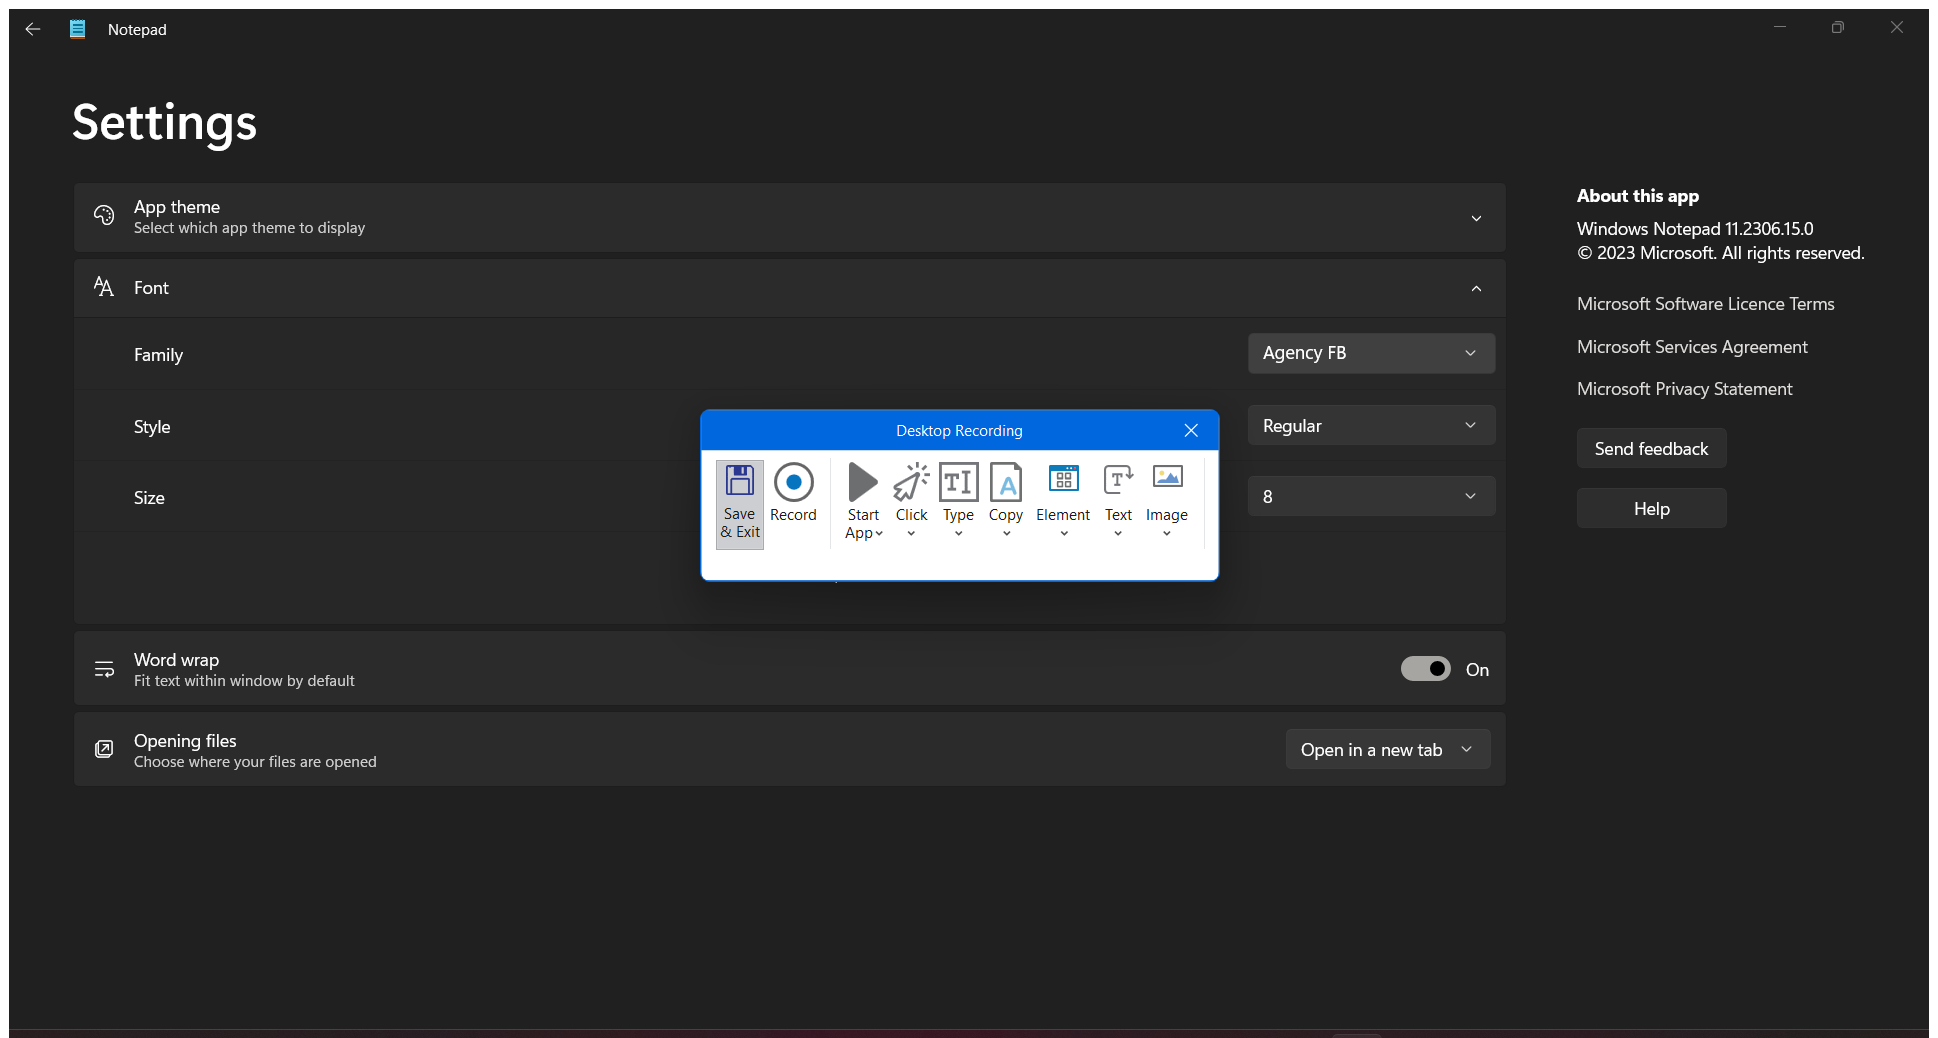 Notepad
Settings
App theme
Select which app theme to display
Font
Family
Agency FB
Style
Regular
Size
8
Desktop Recording
Save
& Exit
Record
Start
App
Click
Type
Copy
Element
Text
Image
Word wrap
Fit text within window by default
On
Opening files
Choose where your files are opened
Open in a new tab
About this app
Windows Notepad 11.2306.15.0
© 2023 Microsoft. All rights reserved.
Microsoft Software Licence Terms
Microsoft Services Agreement
Microsoft Privacy Statement
Send feedback
Help